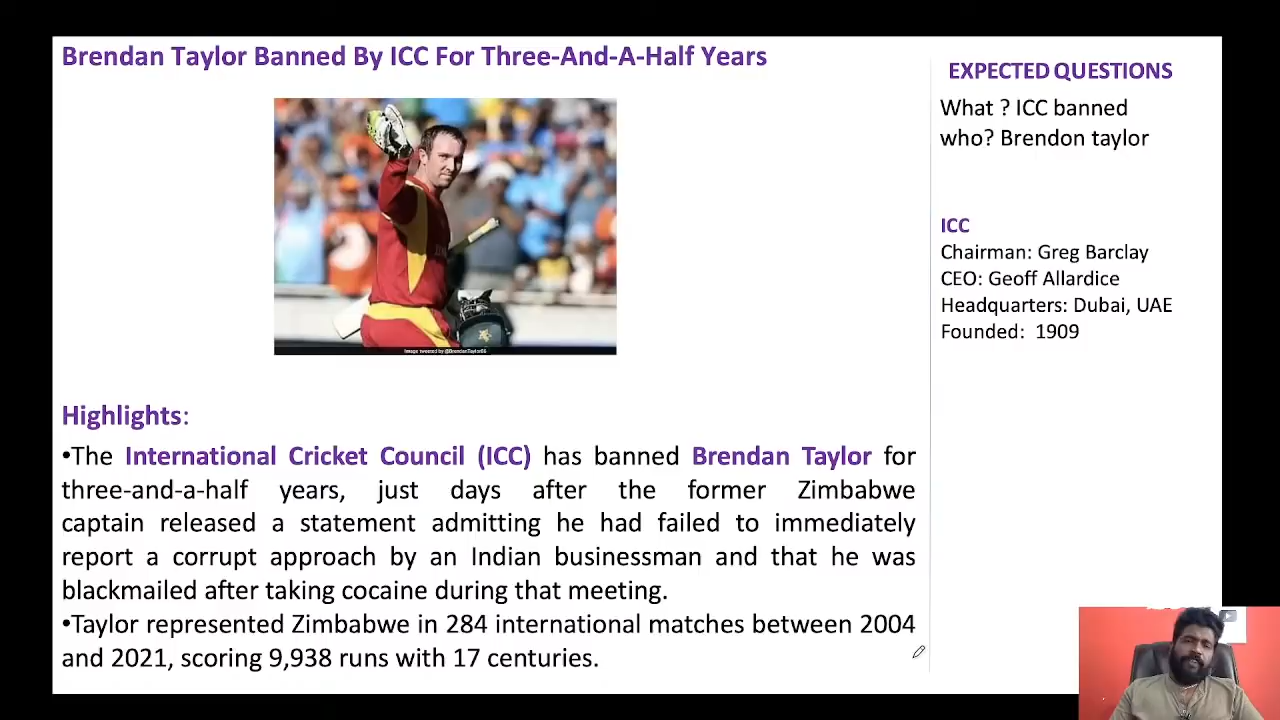 Brendan Taylor Banned By ICC For Three-And-A-Half Years
Image tweeted by @BrendanTaylor86
Highlights:
•The International Cricket Council (ICC) has banned Brendan Taylor for
three-and-a-half years, just days after the former Zimbabwe
captain released a statement admitting he had failed to immediately
report a corrupt approach by an Indian businessman and that he was
blackmailed after taking cocaine during that meeting.
•Taylor represented Zimbabwe in 284 international matches between 2004
and 2021, scoring 9,938 runs with 17 centuries.
EXPECTED QUESTIONS
What ? ICC banned
who? Brendon taylor
ICC
Chairman: Greg Barclay
CEO: Geoff Allardice
Headquarters: Dubai, UAE
Founded: 1909